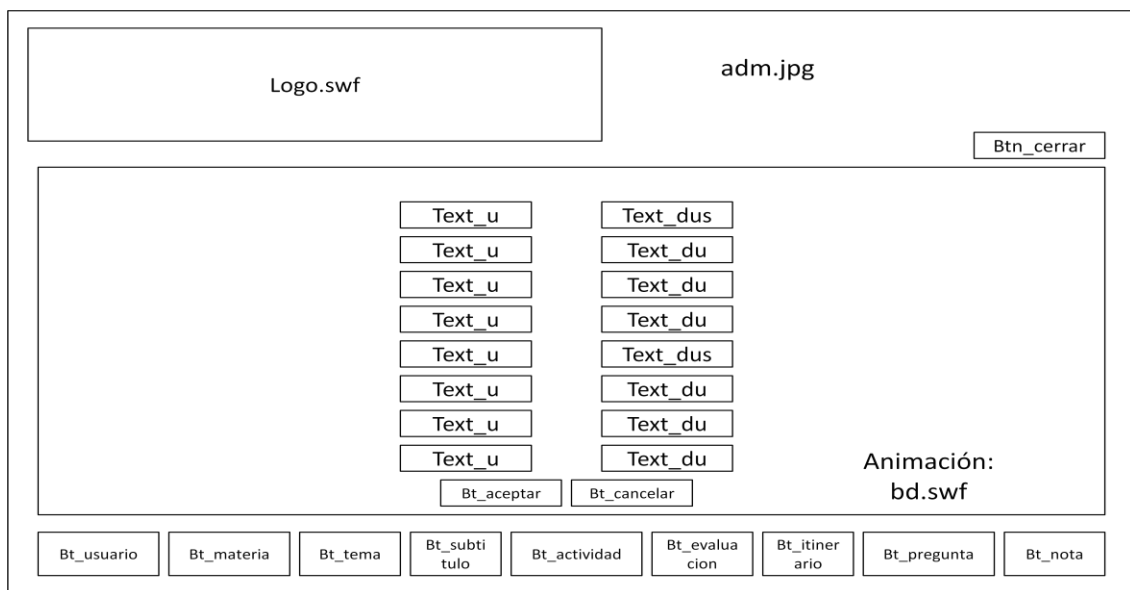 Logo.swf
adm.jpg
Btn_cerrar
Text_u Text_dus
Text_u Text_du
Text_u Text_du
Text_u Text_du
Text_u Text_dus
Text_u Text_du
Text_u Text_du
Text_u Text_du
Animación:
bd.swf
Bt_aceptar Bt_cancelar
Bt_usuario
Bt_materia
Bt_tema
Bt_subti
tulo
Bt_actividad
Bt_evalua
cion
Bt_itiner
ario
Bt_pregunta
Bt_nota